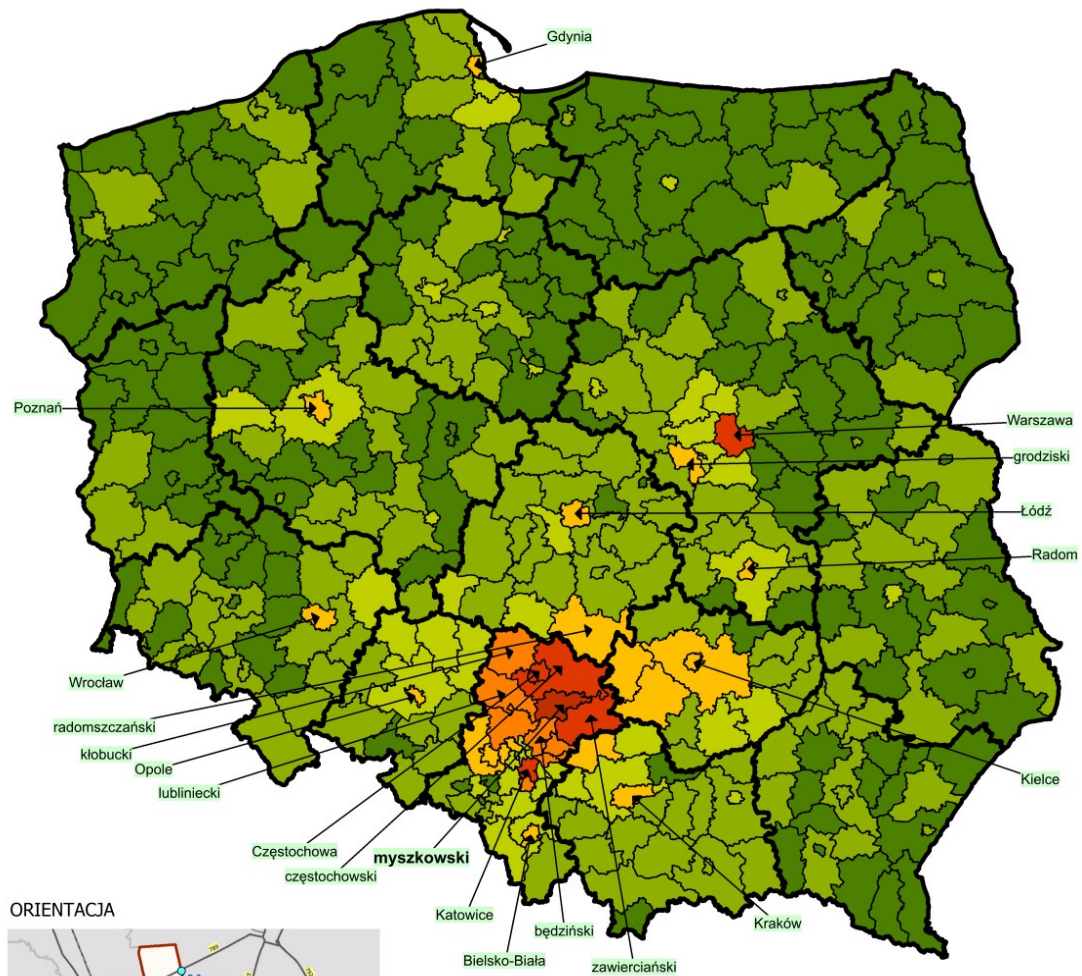 Gdynia
Poznań
Warszawa
grodziski
Łódź
Radom
Wrocław
radomszczański
kłobucki
Opole
lubliniecki
Kielce
Częstochowa
częstochowski
myszkowski
Katowice
Bielsko-Biała
będziński
zawierciański
Kraków
ORIENTACJA
789